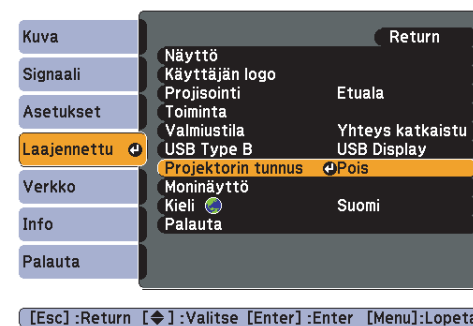 Kuva
Signaali
Asetukset
Laajennettu
Verkko
Info
Palauta
Return
Näyttö
Käyttäjän logo
Projisointi Etuala
Toiminta
Valmiustila Yhteys katkaistu
USB Type B USB Display
Projektorin tunnus Pois
Moninäyttö
Kieli Suomi
Palauta
[Esc] :Return [◆] :Valitse [Enter] :Enter [Menu]:Lopeta